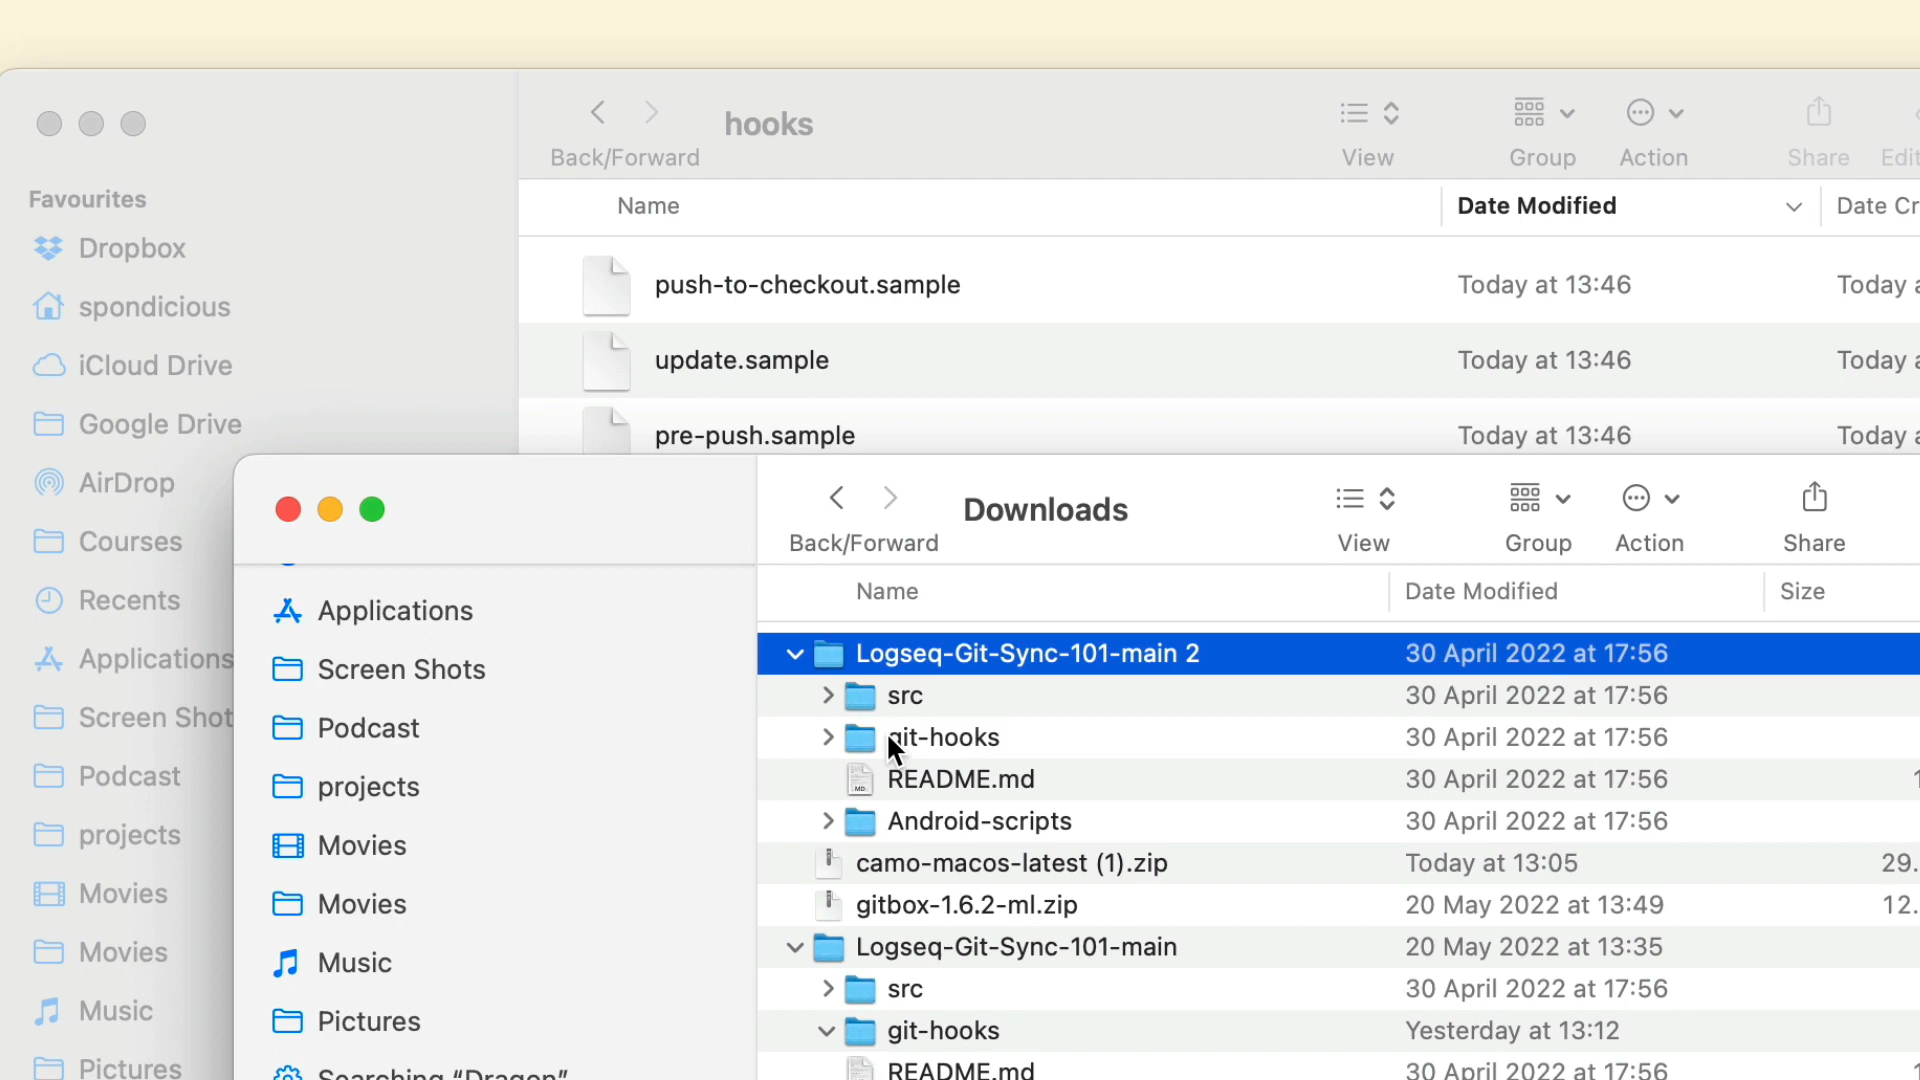 hooks
Back/Forward
View
Group
Action
Share
Edit
Favourites
Dropbox
spondicious
iCloud Drive
Google Drive
AirDrop
Courses
Recents
Applications
Screen Shot
Podcast
projects
Movies
Movies
Music
Pictures
Name
Date Modified
Date Cr
push-to-checkout.sample
Today at 13:46
Today a
update.sample
Today at 13:46
Today a
pre-push.sample
Today at 13:46
Today a
Downloads
Back/Forward
View
Group
Action
Share
Applications
Screen Shots
Podcast
projects
Movies
Movies
Music
Pictures
Searching "Dragon"
Name
Date Modified
Size
Logseq-Git-Sync-101-main 2
30 April 2022 at 17:56
src
30 April 2022 at 17:56
git-hooks
30 April 2022 at 17:56
README.md
30 April 2022 at 17:56
1
Android-scripts
30 April 2022 at 17:56
camo-macos-latest (1).zip
Today at 13:05
29.
gitbox-1.6.2-ml.zip
20 May 2022 at 13:49
12.
Logseq-Git-Sync-101-main
20 May 2022 at 13:35
src
30 April 2022 at 17:56
git-hooks
Yesterday at 13:12
README.md
30 April 2022 at 17:56
1